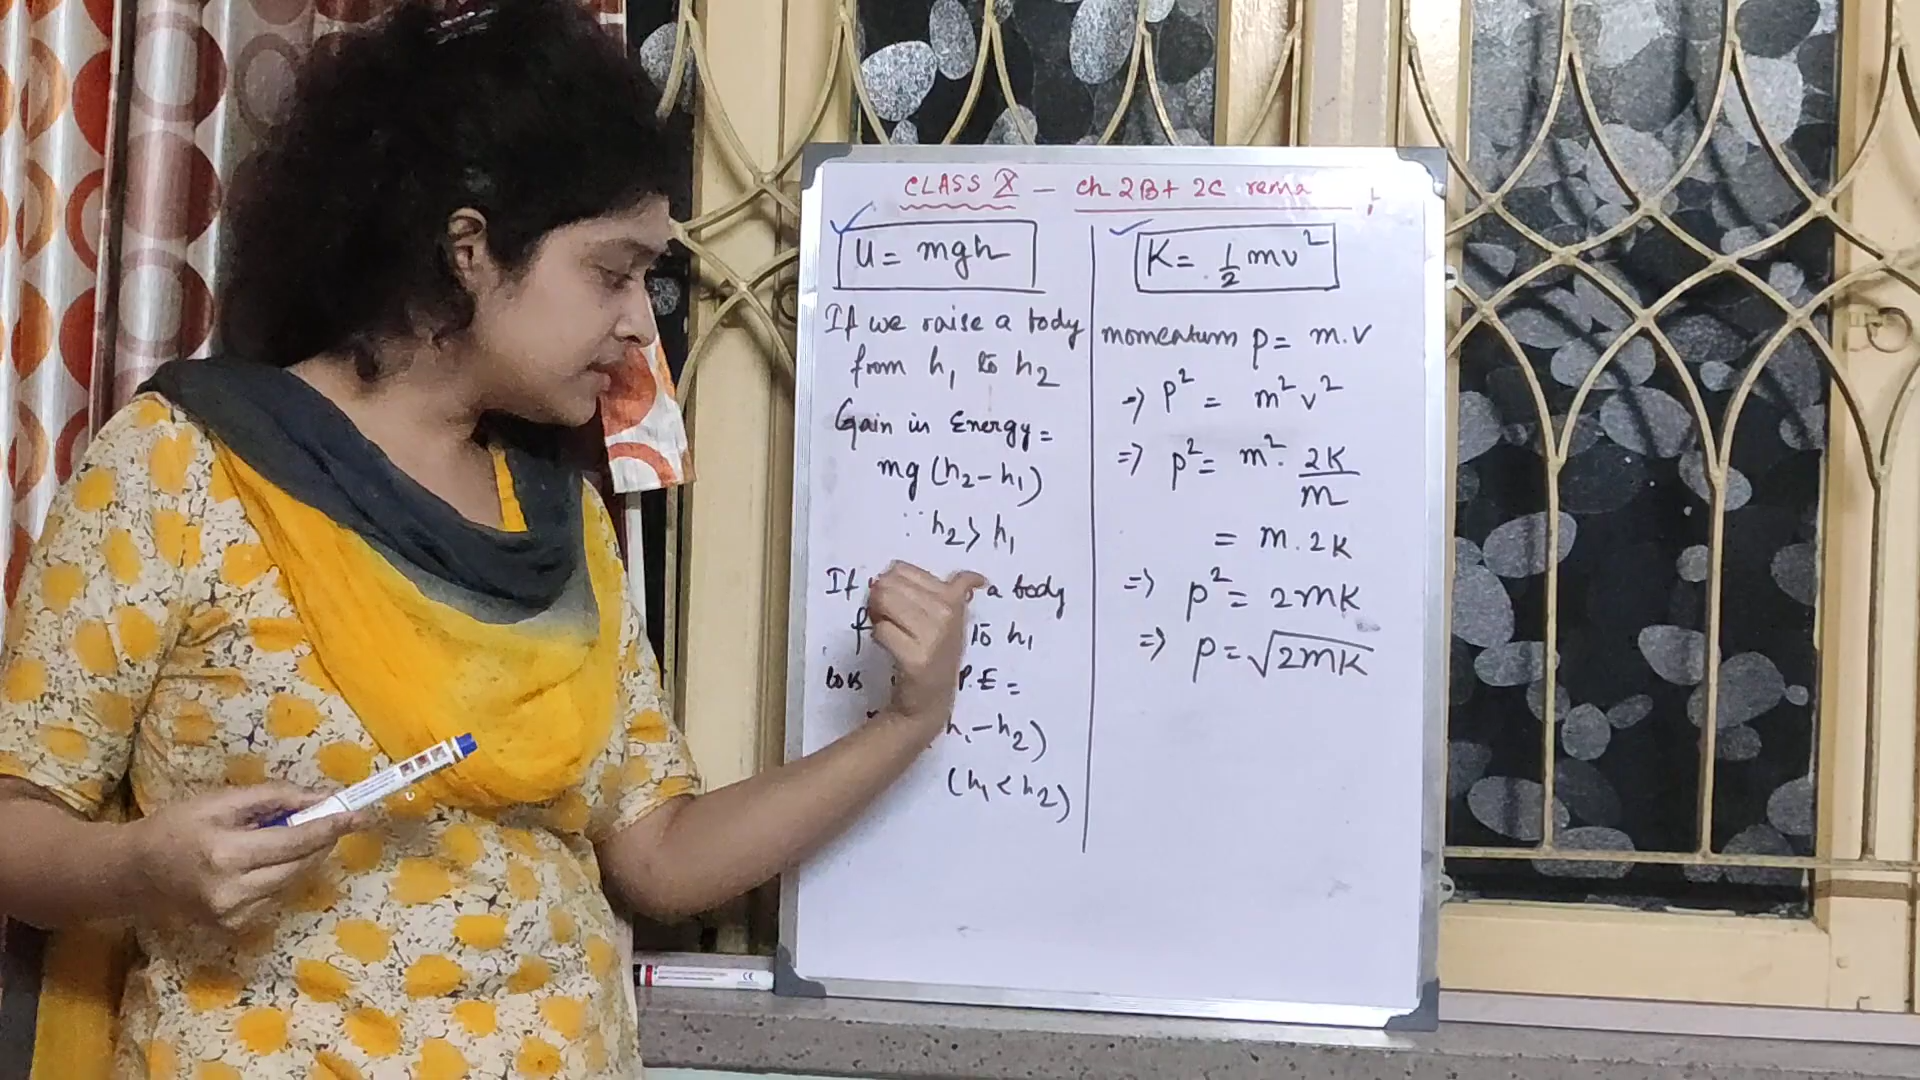 CLASS X — ch 2B + 2C rema
U = mgh
If we raise a body
from h₁ to h₂
Gain in Energy =
mg (h₂ – h₁)
∵ h₂ > h₁
If a body
to h₁
loss P.E =
h₁ – h₂)
(h₁ < h₂)
K = 1/2 mv²
momentum p = m.v
⇒ p² = m² v²
⇒ p² = m² . 2K/m
= m . 2K
⇒ p² = 2mK
⇒ p = √2mK